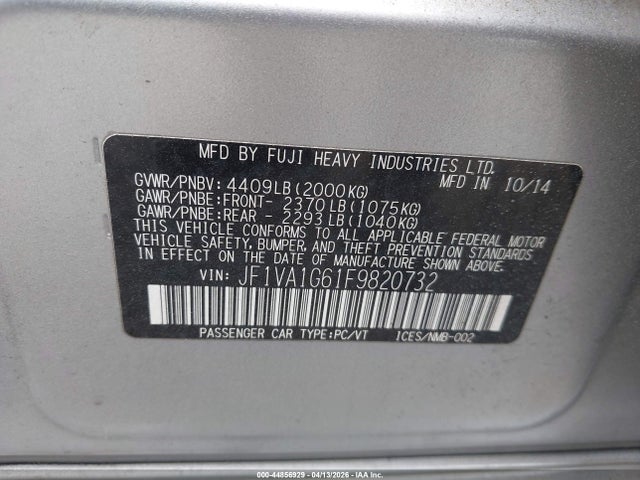 MFD BY FUJI HEAVY INDUSTRIES LTD.
MFD IN 10/14
GVWR/PNBV: 4409LB(2000KG)
GAWR/PNBE:FRONT- 2370LB(1075KG)
GAWR/PNBE:REAR - 2293LB(1040KG)
THIS VEHICLE CONFORMS TO ALL APPLICABLE FEDERAL MOTOR
VEHICLE SAFETY, BUMPER, AND THEFT PREVENTION STANDARDS
IN EFFECT ON THE DATE OF MANUFACTURE SHOWN ABOVE.
VIN: JF1VA1G61F9820732
PASSENGER CAR TYPE:PC/VT ICES/NMB-002
000-44856929 - 04/13/2026 - IAA Inc.